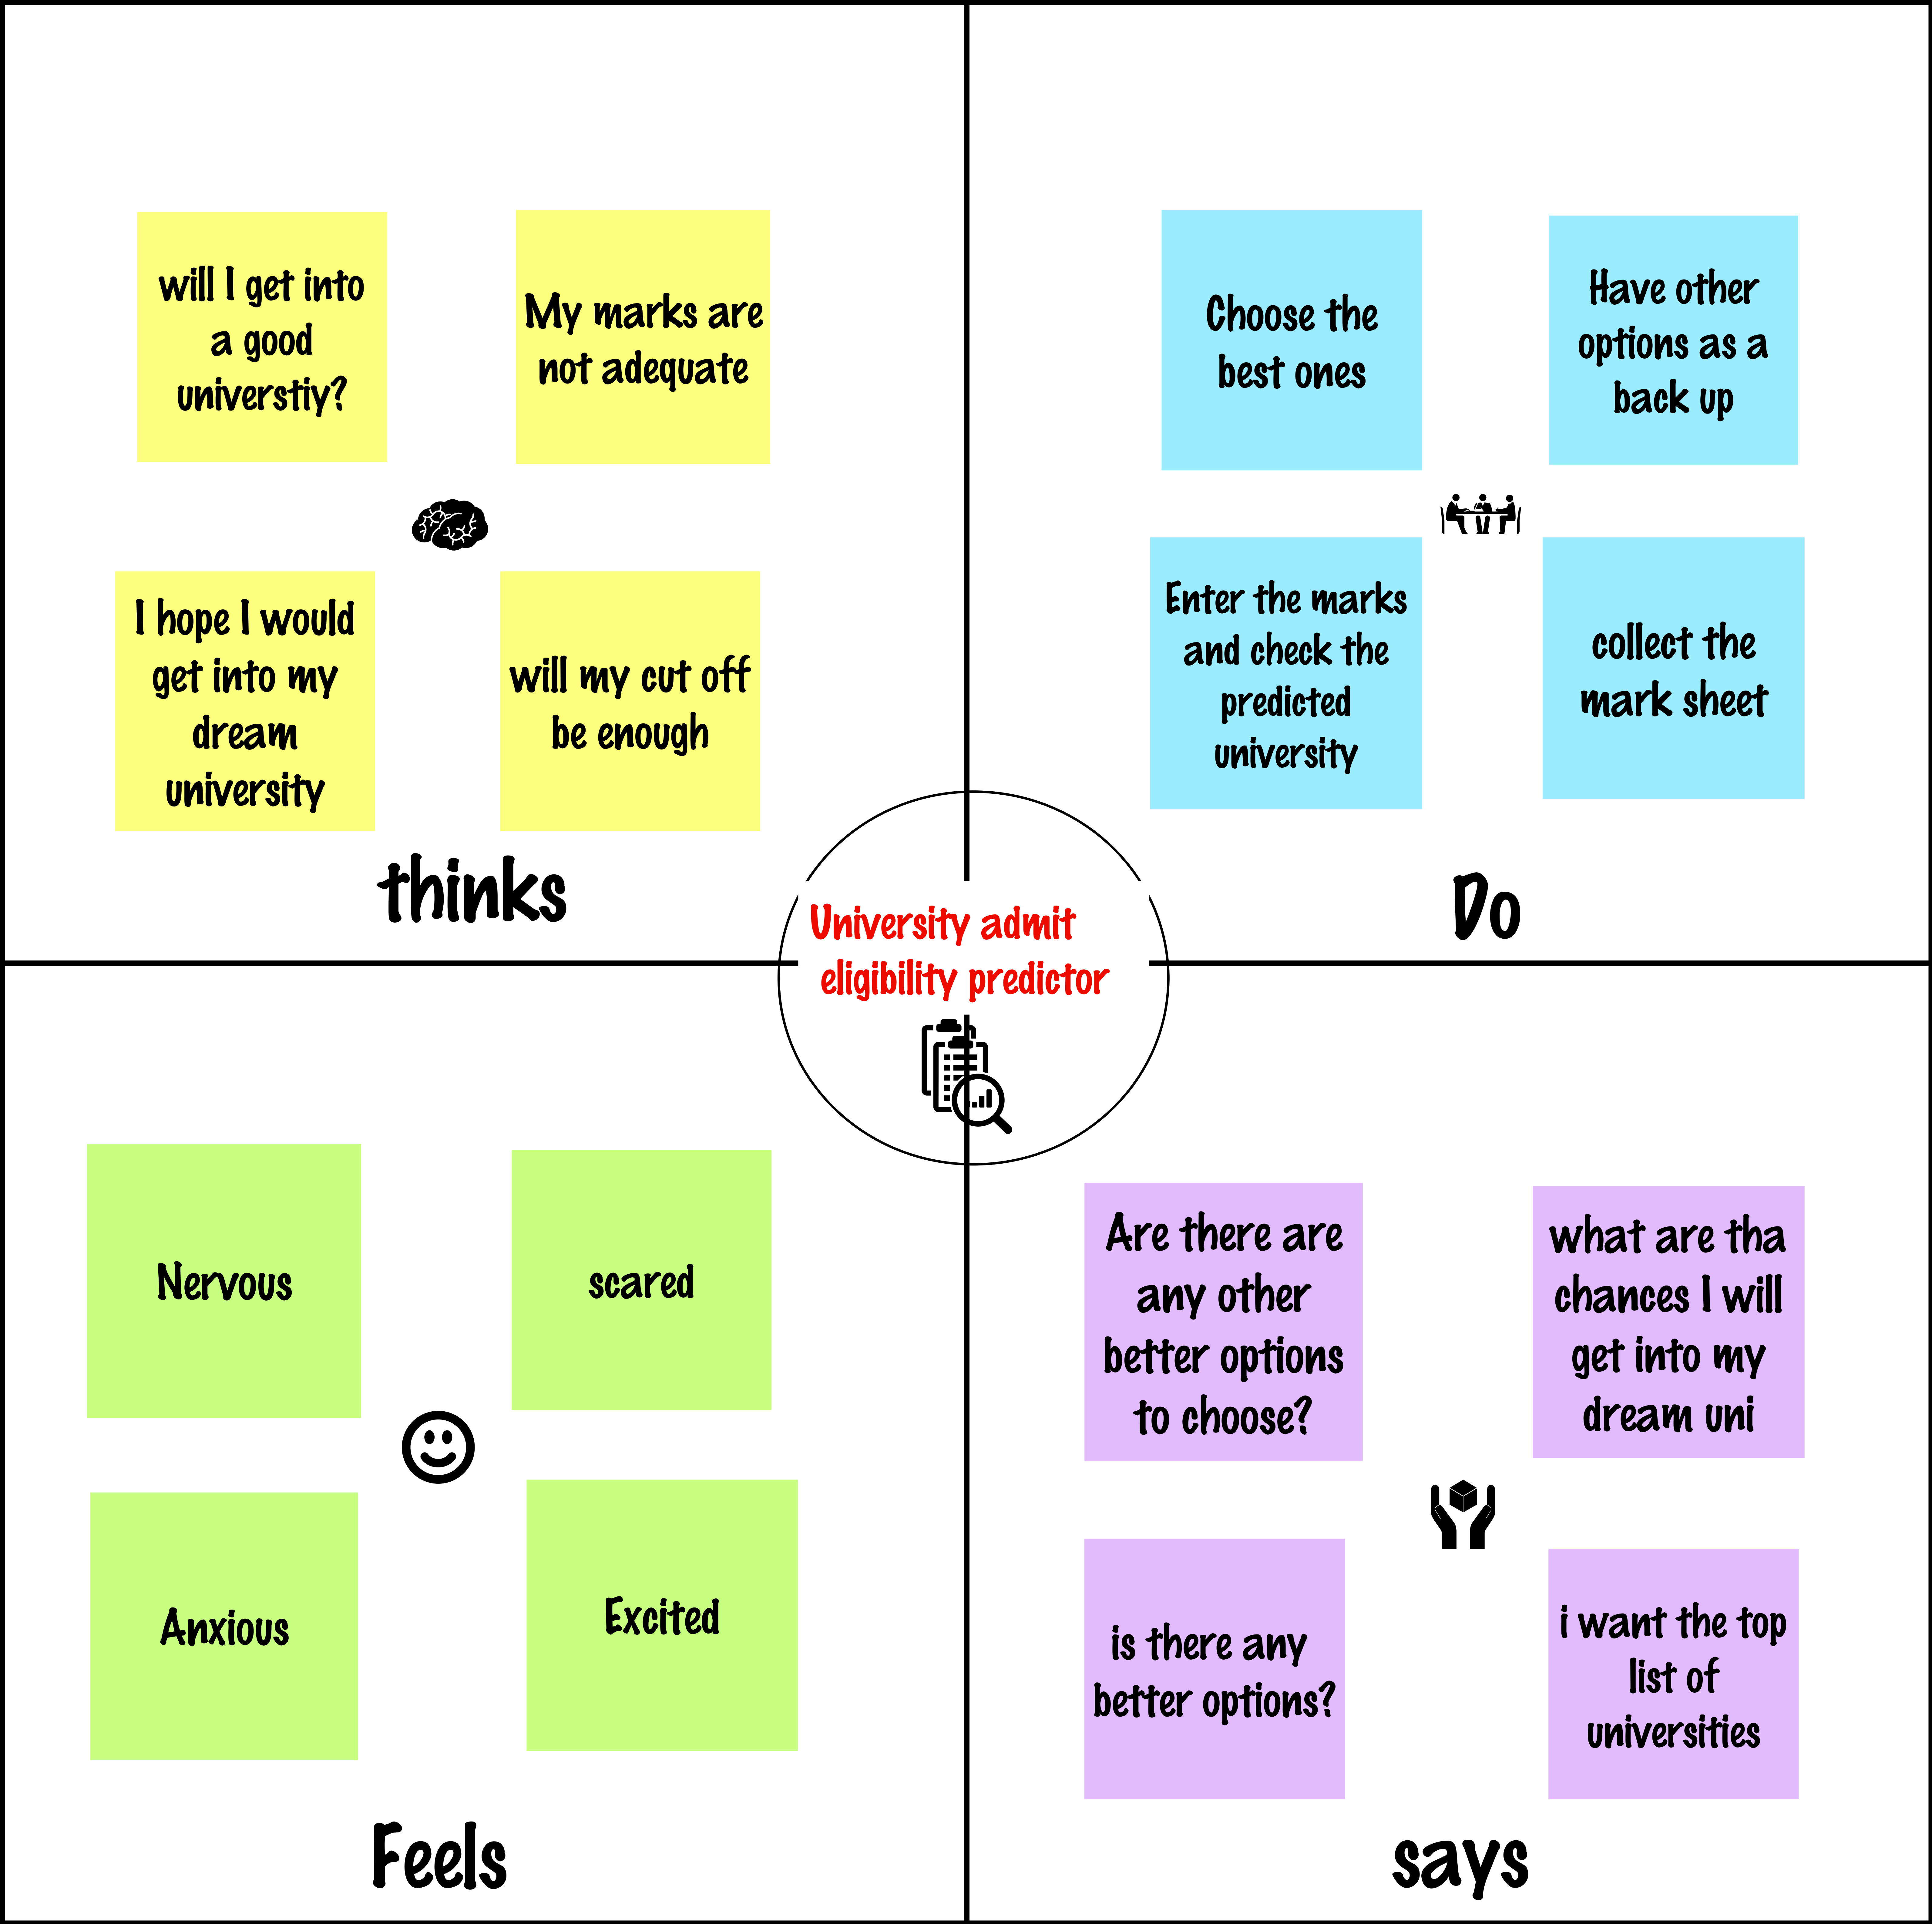 will I get into
a good
universtiy?
My marks are
not adequate
I hope I would
get into my
dream
university
will my cut off
be enough
thinks
Choose the
best ones
Have other
options as a
back up
Enter the marks
and check the
predicted
university
collect the
mark sheet
Do
University admit
eligibility predictor
Nervous
scared
Anxious
Excited
Feels
Are there are
any other
better options
to choose?
what are tha
chances I will
get into my
dream uni
is there any
better options?
i want the top
list of
universities
says